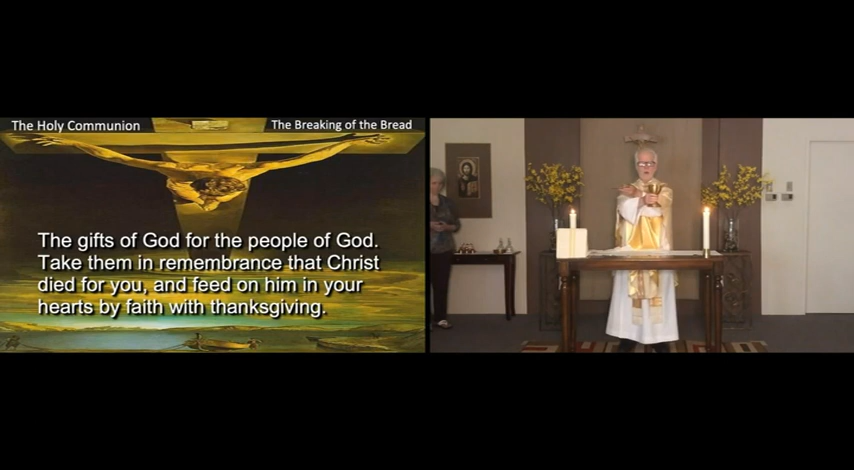 The Holy Communion
The Breaking of the Bread
The gifts of God for the people of God.
Take them in remembrance that Christ
died for you, and feed on him in your
hearts by faith with thanksgiving.